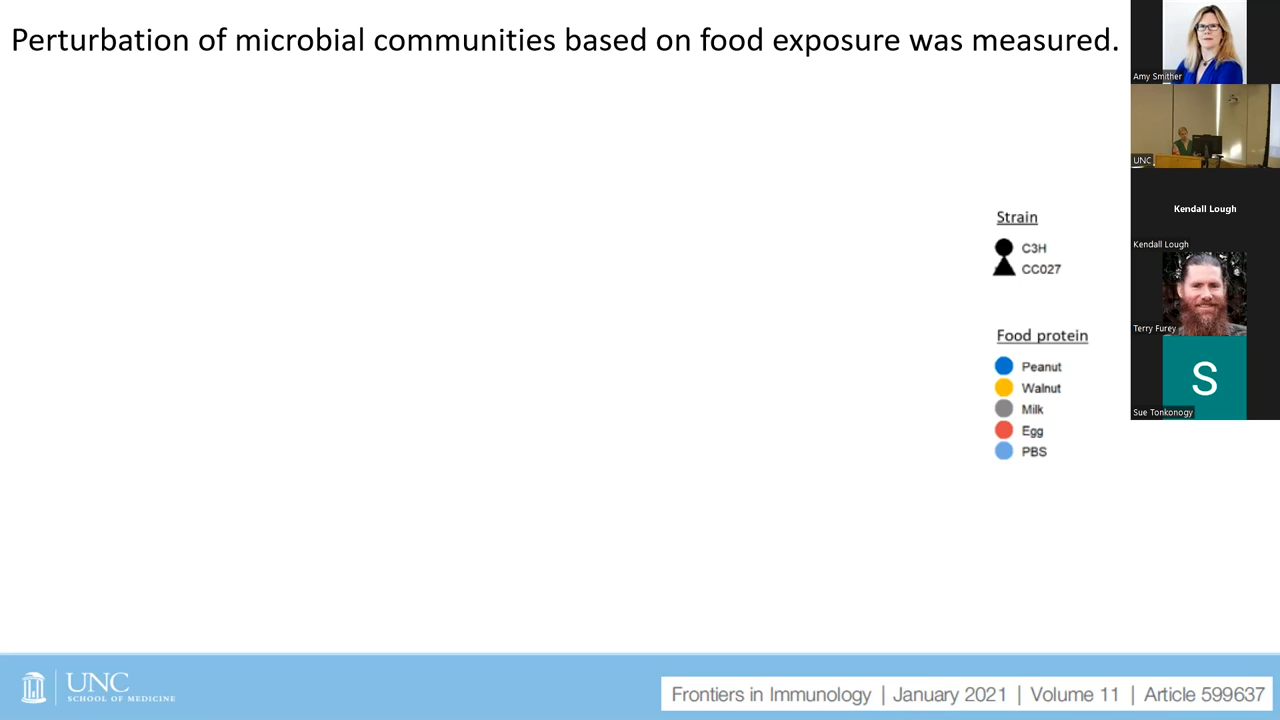 Perturbation of microbial communities based on food exposure was measured.
Amy Smither
UNC
Kendall Lough
Kendall Lough
Terry Furey
S
Sue Tonkonogy
Strain
C3H
CC027
Food protein
Peanut
Walnut
Milk
Egg
PBS
UNC
SCHOOL OF MEDICINE
Frontiers in Immunology | January 2021 | Volume 11 | Article 599637